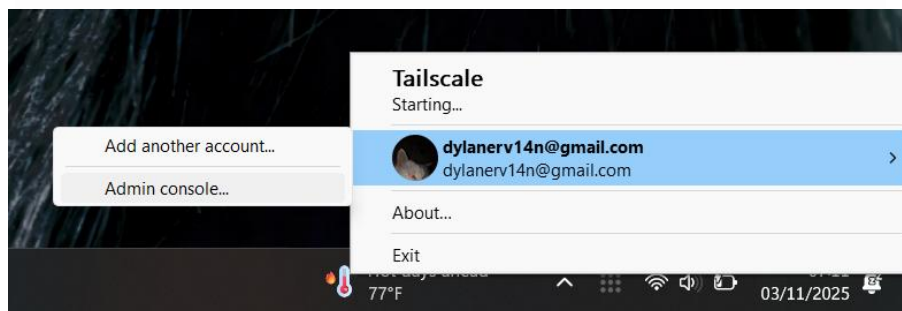 Tailscale
Starting...
Add another account...
Admin console...
dylanerv14n@gmail.com
dylanerv14n@gmail.com
About...
Exit
77°F
03/11/2025